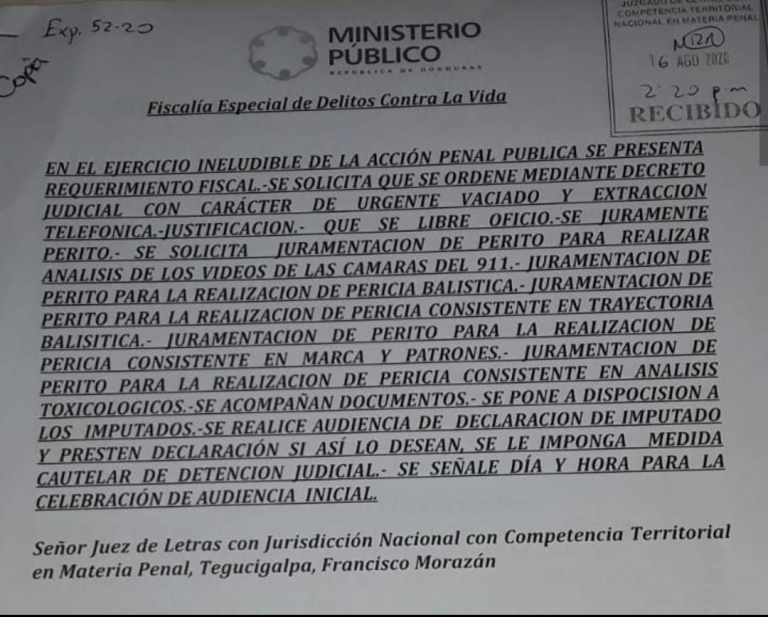 Exp. 52-20
Copia
MINISTERIO
PÚBLICO
REPÚBLICA DE HONDURAS
COMPETENCIA TERRITORIAL
NACIONAL EN MATERIA PENAL
16 AGO 2020
2:20 p.m
RECIBIDO
Fiscalía Especial de Delitos Contra La Vida
EN EL EJERCICIO INELUDIBLE DE LA ACCIÓN PENAL PUBLICA SE PRESENTA
REQUERIMIENTO FISCAL.-SE SOLICITA QUE SE ORDENE MEDIANTE DECRETO
JUDICIAL CON CARÁCTER DE URGENTE VACIADO Y EXTRACCION
TELEFONICA.-JUSTIFICACION.- QUE SE LIBRE OFICIO.-SE JURAMENTE
PERITO.- SE SOLICITA JURAMENTACION DE PERITO PARA REALIZAR
ANALISIS DE LOS VIDEOS DE LAS CAMARAS DEL 911.- JURAMENTACION DE
PERITO PARA LA REALIZACION DE PERICIA BALISTICA.- JURAMENTACION DE
PERITO PARA LA REALIZACION DE PERICIA CONSISTENTE EN TRAYECTORIA
BALISITICA.- JURAMENTACION DE PERITO PARA LA REALIZACION DE
PERICIA CONSISTENTE EN MARCA Y PATRONES.- JURAMENTACION DE
PERITO PARA LA REALIZACION DE PERICIA CONSISTENTE EN ANALISIS
TOXICOLOGICOS.-SE ACOMPAÑAN DOCUMENTOS.- SE PONE A DISPOCISION A
LOS IMPUTADOS.-SE REALICE AUDIENCIA DE DECLARACION DE IMPUTADO
Y PRESTEN DECLARACIÓN SI ASÍ LO DESEAN, SE LE IMPONGA MEDIDA
CAUTELAR DE DETENCION JUDICIAL.- SE SEÑALE DÍA Y HORA PARA LA
CELEBRACIÓN DE AUDIENCIA INICIAL.
Señor Juez de Letras con Jurisdicción Nacional con Competencia Territorial
en Materia Penal, Tegucigalpa, Francisco Morazán